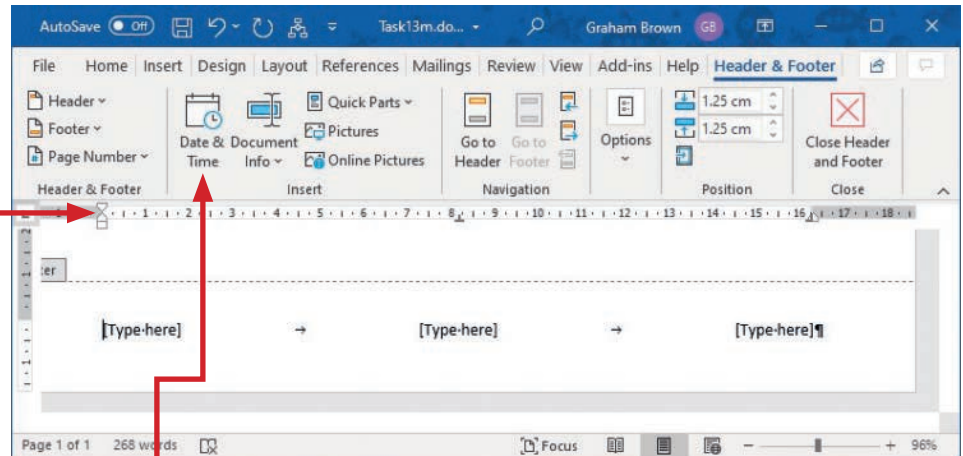 AutoSave Off Task13m.do... Graham Brown GB
File Home Insert Design Layout References Mailings Review View Add-ins Help Header & Footer
Header
Footer
Page Number
Header & Footer
Date & Time
Document Info
Quick Parts
Pictures
Online Pictures
Insert
Go to Header
Go to Footer
Navigation
Options
1.25 cm
1.25 cm
Position
Close Header and Footer
Close
1 2 3 4 5 6 7 8 9 10 11 12 13 14 15 16 17 18
ter
[Type·here] → [Type·here] → [Type·here]¶
Page 1 of 1 268 words Focus 96%